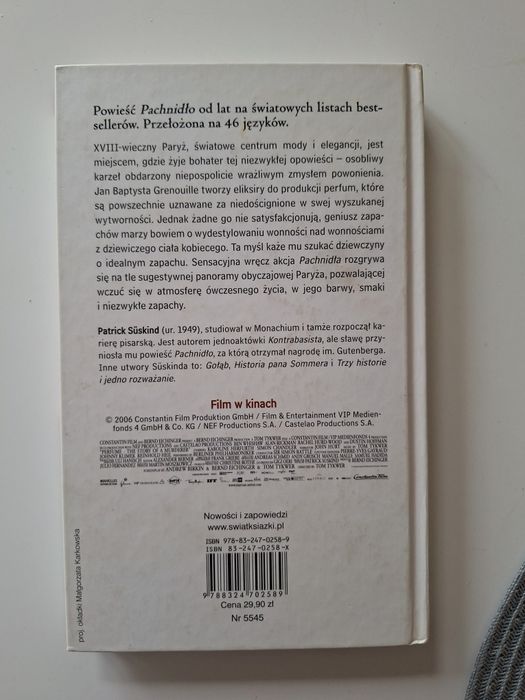 Powieść Pachnidło od lat na światowych listach best-
sellerów. Przełożona na 46 języków.
XVIII-wieczny Paryż, światowe centrum mody i elegancji, jest
miejscem, gdzie żyje bohater tej niezwykłej opowieści – osobliwy
karzeł obdarzony niepospolicie wrażliwym zmysłem powonienia.
Jan Baptysta Grenouille tworzy eliksiry do produkcji perfum, które
są powszechnie uznawane za niedoścignione w swej wyszukanej
wytworności. Jednak żadne go nie satysfakcjonują, geniusz zapa-
chów marzy bowiem o wydestylowaniu wonności nad wonnościami
z dziewiczego ciała kobiecego. Ta myśl każe mu szukać dziewczyny
o idealnym zapachu. Sensacyjna wręcz akcja Pachnidła rozgrywa
się na tle sugestywnej panoramy obyczajowej Paryża, pozwalającej
wczuć się w atmosferę ówczesnego życia, w jego barwy, smaki
i niezwykłe zapachy.
Patrick Süskind (ur. 1949), studiował w Monachium i tamże rozpoczął ka-
rierę pisarską. Jest autorem jednoaktówki Kontrabasista, ale sławę przy-
niosła mu powieść Pachnidło, za którą otrzymał nagrodę im. Gutenberga.
Inne utwory Süskinda to: Gołąb, Historia pana Sommera i Trzy historie
i jedno rozważanie.
Film w kinach
© 2006 Constantin Film Produktion GmbH / Film & Entertainment VIP Medien-
fonds 4 GmbH & Co. KG / NEF Productions S.A. / Castelao Productions S.A.
Nowości i zapowiedzi
www.swiatksiazki.pl
ISBN 978-83-247-0258-9
ISBN 83-247-0258-X
9 788324 702589
Cena 29,90 zł
Nr 5545
proj. okładki Małgorzata Karkowska